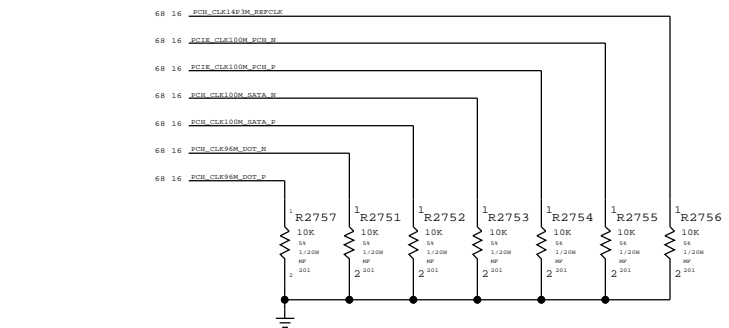 68 16 PCH_CLK14P3M_REFCLK
68 16 PCIE_CLK100M_PCH_N
68 16 PCIE_CLK100M_PCH_P
68 16 PCH_CLK100M_SATA_N
68 16 PCH_CLK100M_SATA_P
68 16 PCH_CLK96M_DOT_N
68 16 PCH_CLK96M_DOT_P
1 1 1 1 1 1 1
R2757 R2751 R2752 R2753 R2754 R2755 R2756
10K 10K 10K 10K 10K 10K 10K
5% 5% 5% 5% 5% 5% 5%
1/20W 1/20W 1/20W 1/20W 1/20W 1/20W 1/20W
MF MF MF MF MF MF MF
201 201 201 201 201 201 201
2 2 2 2 2 2 2